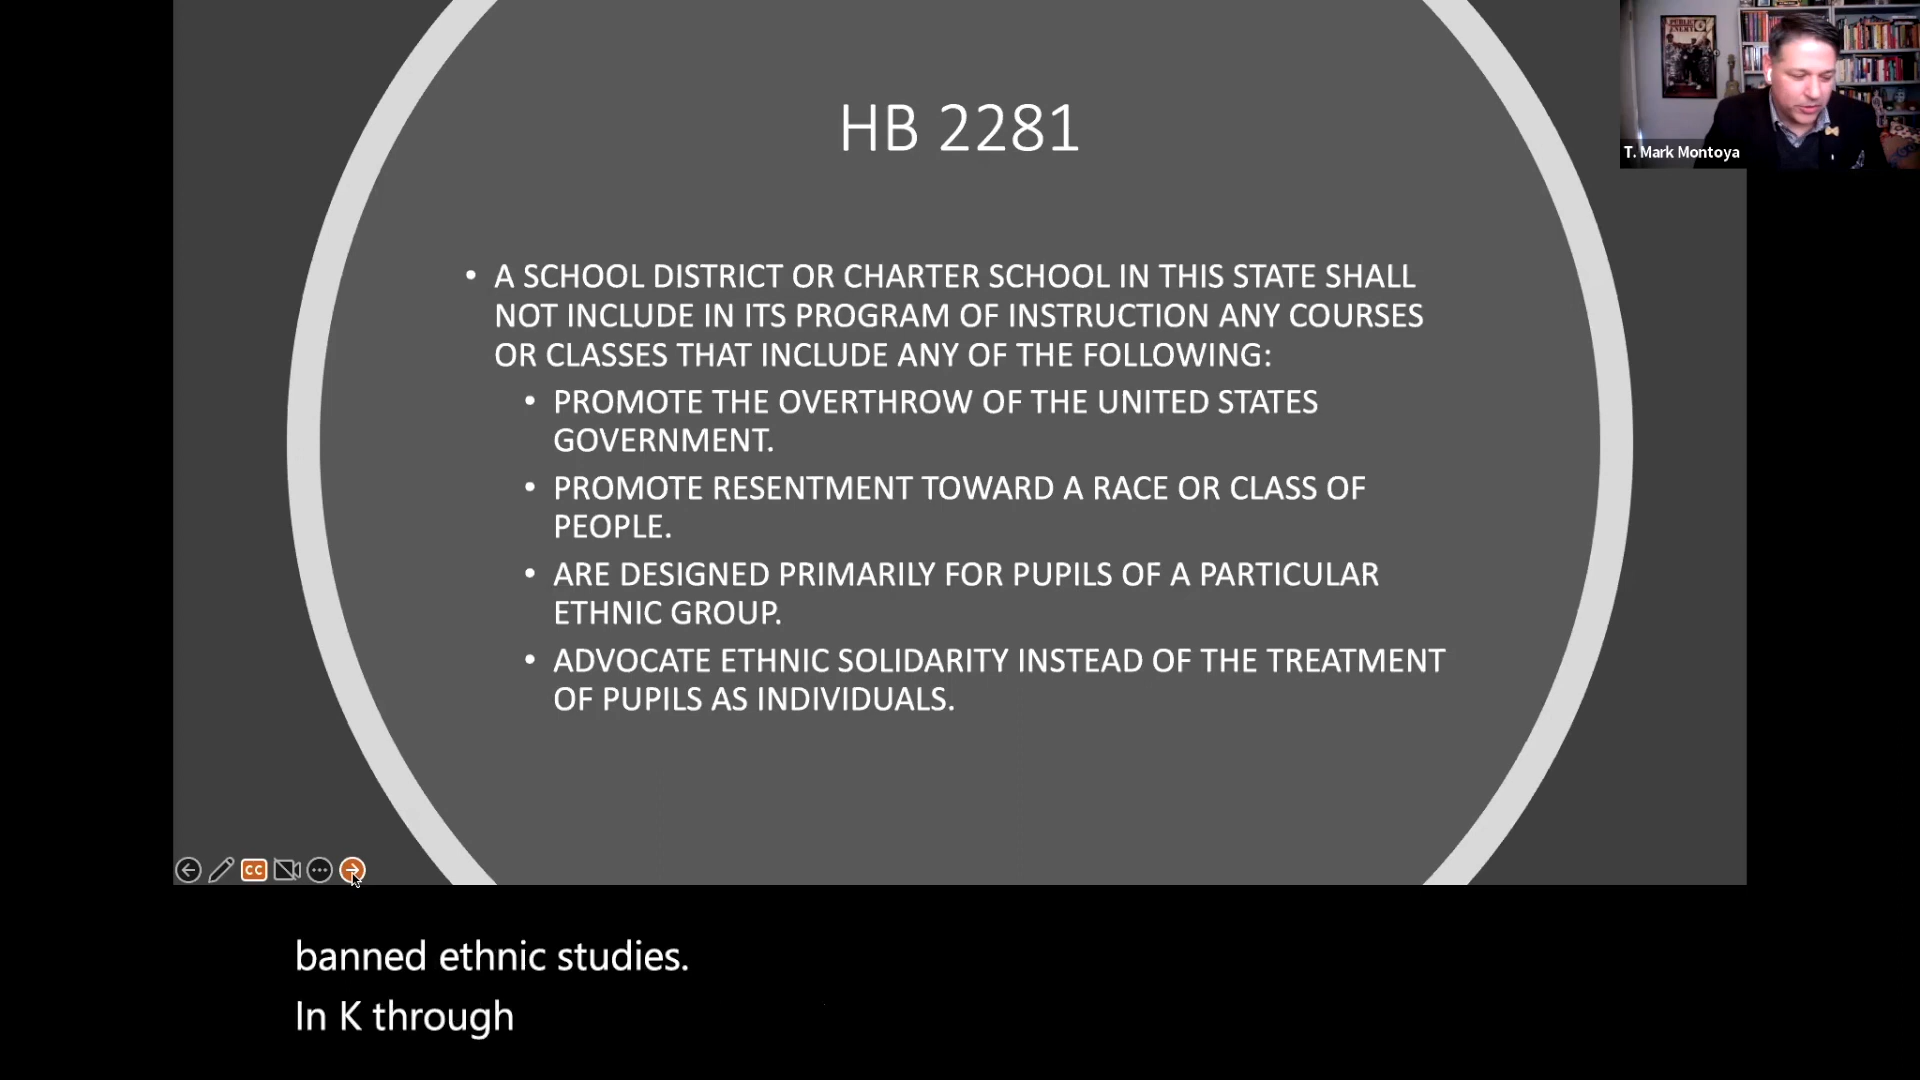 HB 2281
• A SCHOOL DISTRICT OR CHARTER SCHOOL IN THIS STATE SHALL
NOT INCLUDE IN ITS PROGRAM OF INSTRUCTION ANY COURSES
OR CLASSES THAT INCLUDE ANY OF THE FOLLOWING:
• PROMOTE THE OVERTHROW OF THE UNITED STATES
GOVERNMENT.
• PROMOTE RESENTMENT TOWARD A RACE OR CLASS OF
PEOPLE.
• ARE DESIGNED PRIMARILY FOR PUPILS OF A PARTICULAR
ETHNIC GROUP.
• ADVOCATE ETHNIC SOLIDARITY INSTEAD OF THE TREATMENT
OF PUPILS AS INDIVIDUALS.
PUBLIC
ENEMY
T. Mark Montoya
CC
banned ethnic studies.
In K through